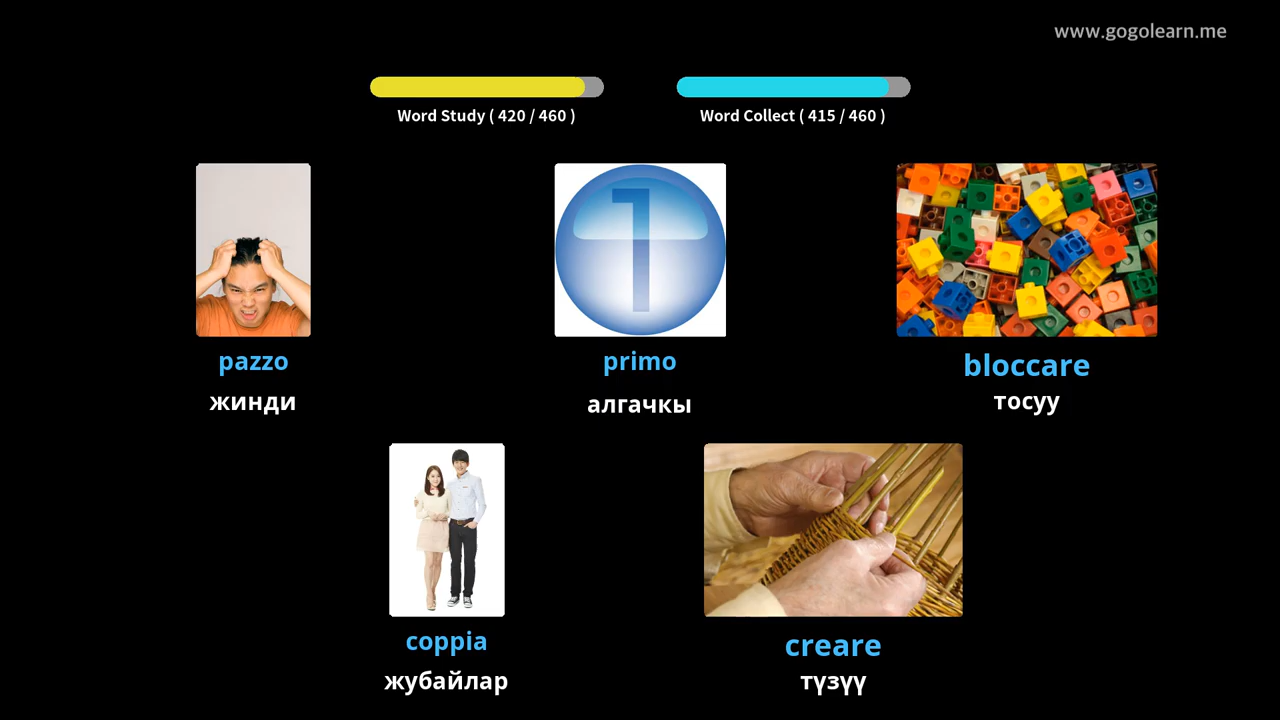 www.gogolearn.me
Word Study ( 420 / 460 )
Word Collect ( 415 / 460 )
1
pazzo
primo
bloccare
жинди
алгачкы
тосуу
coppia
creare
жубайлар
түзүү